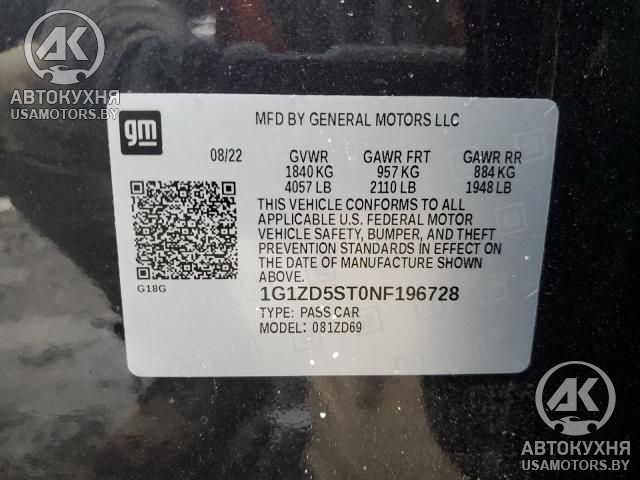 АК
АВТОКУХНЯ
USAMOTORS.BY
gm
MFD BY GENERAL MOTORS LLC
08/22 GVWR GAWR FRT GAWR RR
1840 KG 957 KG 884 KG
4057 LB 2110 LB 1948 LB
THIS VEHICLE CONFORMS TO ALL
APPLICABLE U.S. FEDERAL MOTOR
VEHICLE SAFETY, BUMPER, AND THEFT
PREVENTION STANDARDS IN EFFECT ON
THE DATE OF MANUFACTURE SHOWN
ABOVE.
G18G
1G1ZD5ST0NF196728
TYPE: PASS CAR
MODEL: 081ZD69
АК
АВТОКУХНЯ
USAMOTORS.BY